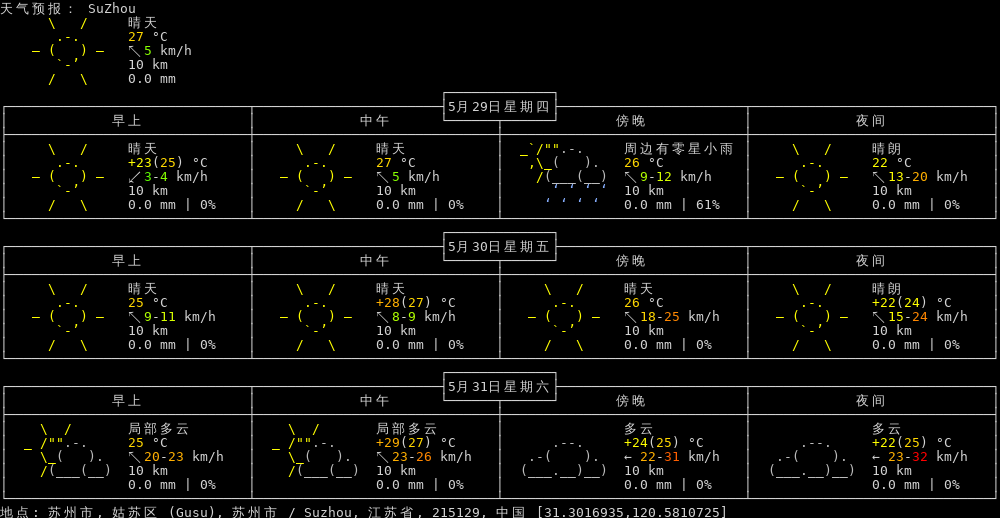 天气预报: SuZhou
晴天
27 °C
↖5 km/h
10 km
0.0 mm
5月29日星期四
早上 中午 傍晚 夜间
晴天 晴天 周边有零星小雨 晴朗
+23(25) °C 27 °C 26 °C 22 °C
↙3-4 km/h ↖5 km/h ↖9-12 km/h ↖13-20 km/h
10 km 10 km 10 km 10 km
0.0 mm | 0% 0.0 mm | 0% 0.0 mm | 61% 0.0 mm | 0%
5月30日星期五
早上 中午 傍晚 夜间
晴天 晴天 晴天 晴朗
25 °C +28(27) °C 26 °C +22(24) °C
↖9-11 km/h ↖8-9 km/h ↖18-25 km/h ↖15-24 km/h
10 km 10 km 10 km 10 km
0.0 mm | 0% 0.0 mm | 0% 0.0 mm | 0% 0.0 mm | 0%
5月31日星期六
早上 中午 傍晚 夜间
局部多云 局部多云 多云 多云
25 °C +29(27) °C +24(25) °C +22(25) °C
↖20-23 km/h ↖23-26 km/h ← 22-31 km/h ← 23-32 km/h
10 km 10 km 10 km 10 km
0.0 mm | 0% 0.0 mm | 0% 0.0 mm | 0% 0.0 mm | 0%
地点: 苏州市, 姑苏区 (Gusu), 苏州市 / Suzhou, 江苏省, 215129, 中国 [31.3016935,120.5810725]